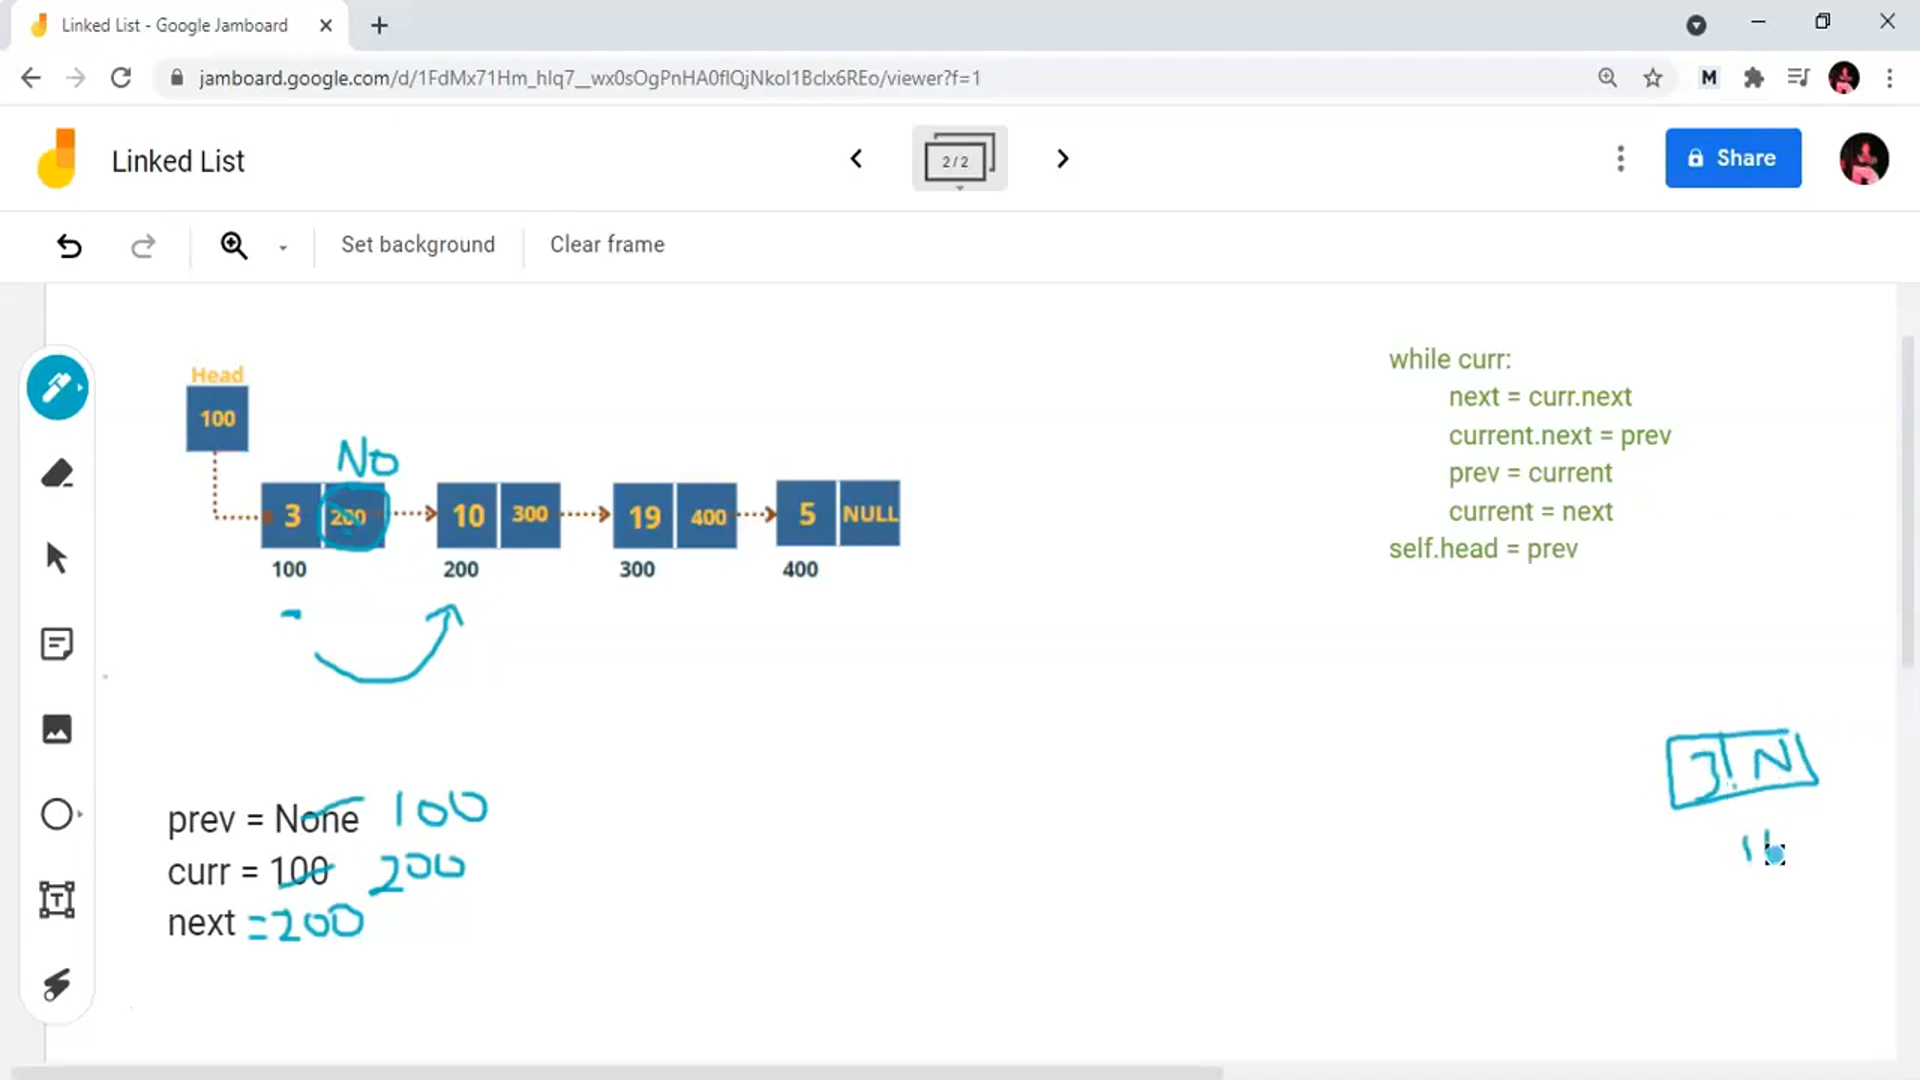 Linked List - Google Jamboard
jamboard.google.com/d/1FdMx71Hm_hIq7__wx0sOgPnHA0flQjNkoI1BcIx6REo/viewer?f=1
M
Linked List
2 / 2
Share
Set background
Clear frame
Head
100
No
3 200 10 300 19 400 5 NULL
100 200 300 400
while curr:
next = curr.next
current.next = prev
prev = current
current = next
self.head = prev
3 N
prev = None 100
curr = 100 200
next = 200